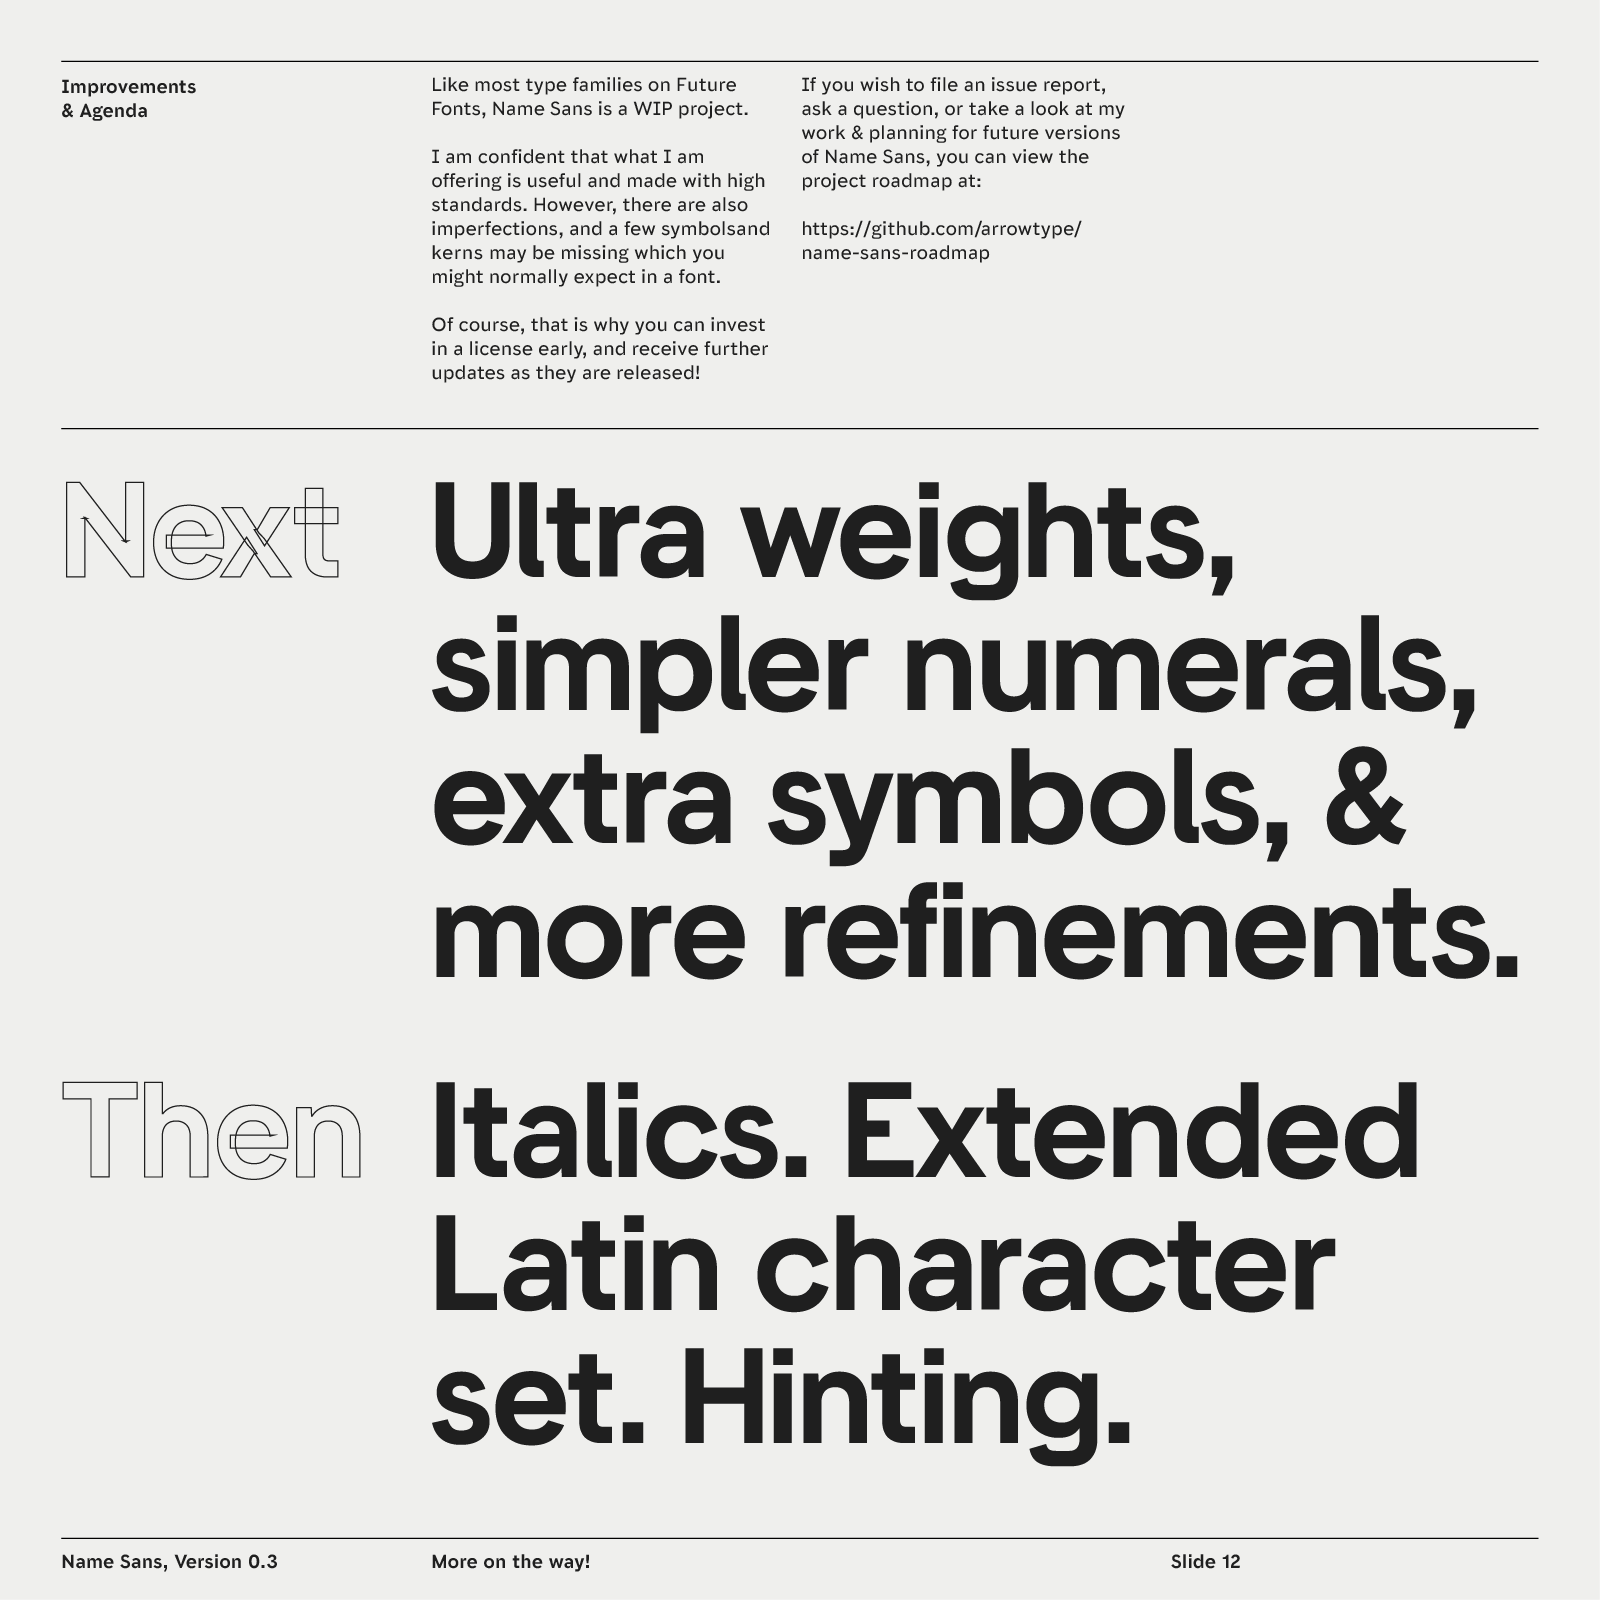 Improvements
& Agenda
Like most type families on Future
Fonts, Name Sans is a WIP project.
I am confident that what I am
offering is useful and made with high
standards. However, there are also
imperfections, and a few symbolsand
kerns may be missing which you
might normally expect in a font.
Of course, that is why you can invest
in a license early, and receive further
updates as they are released!
If you wish to file an issue report,
ask a question, or take a look at my
work & planning for future versions
of Name Sans, you can view the
project roadmap at:
https://github.com/arrowtype/
name-sans-roadmap
Next
Ultra weights,
simpler numerals,
extra symbols, &
more refinements.
Then
Italics. Extended
Latin character
set. Hinting.
Name Sans, Version 0.3
More on the way!
Slide 12